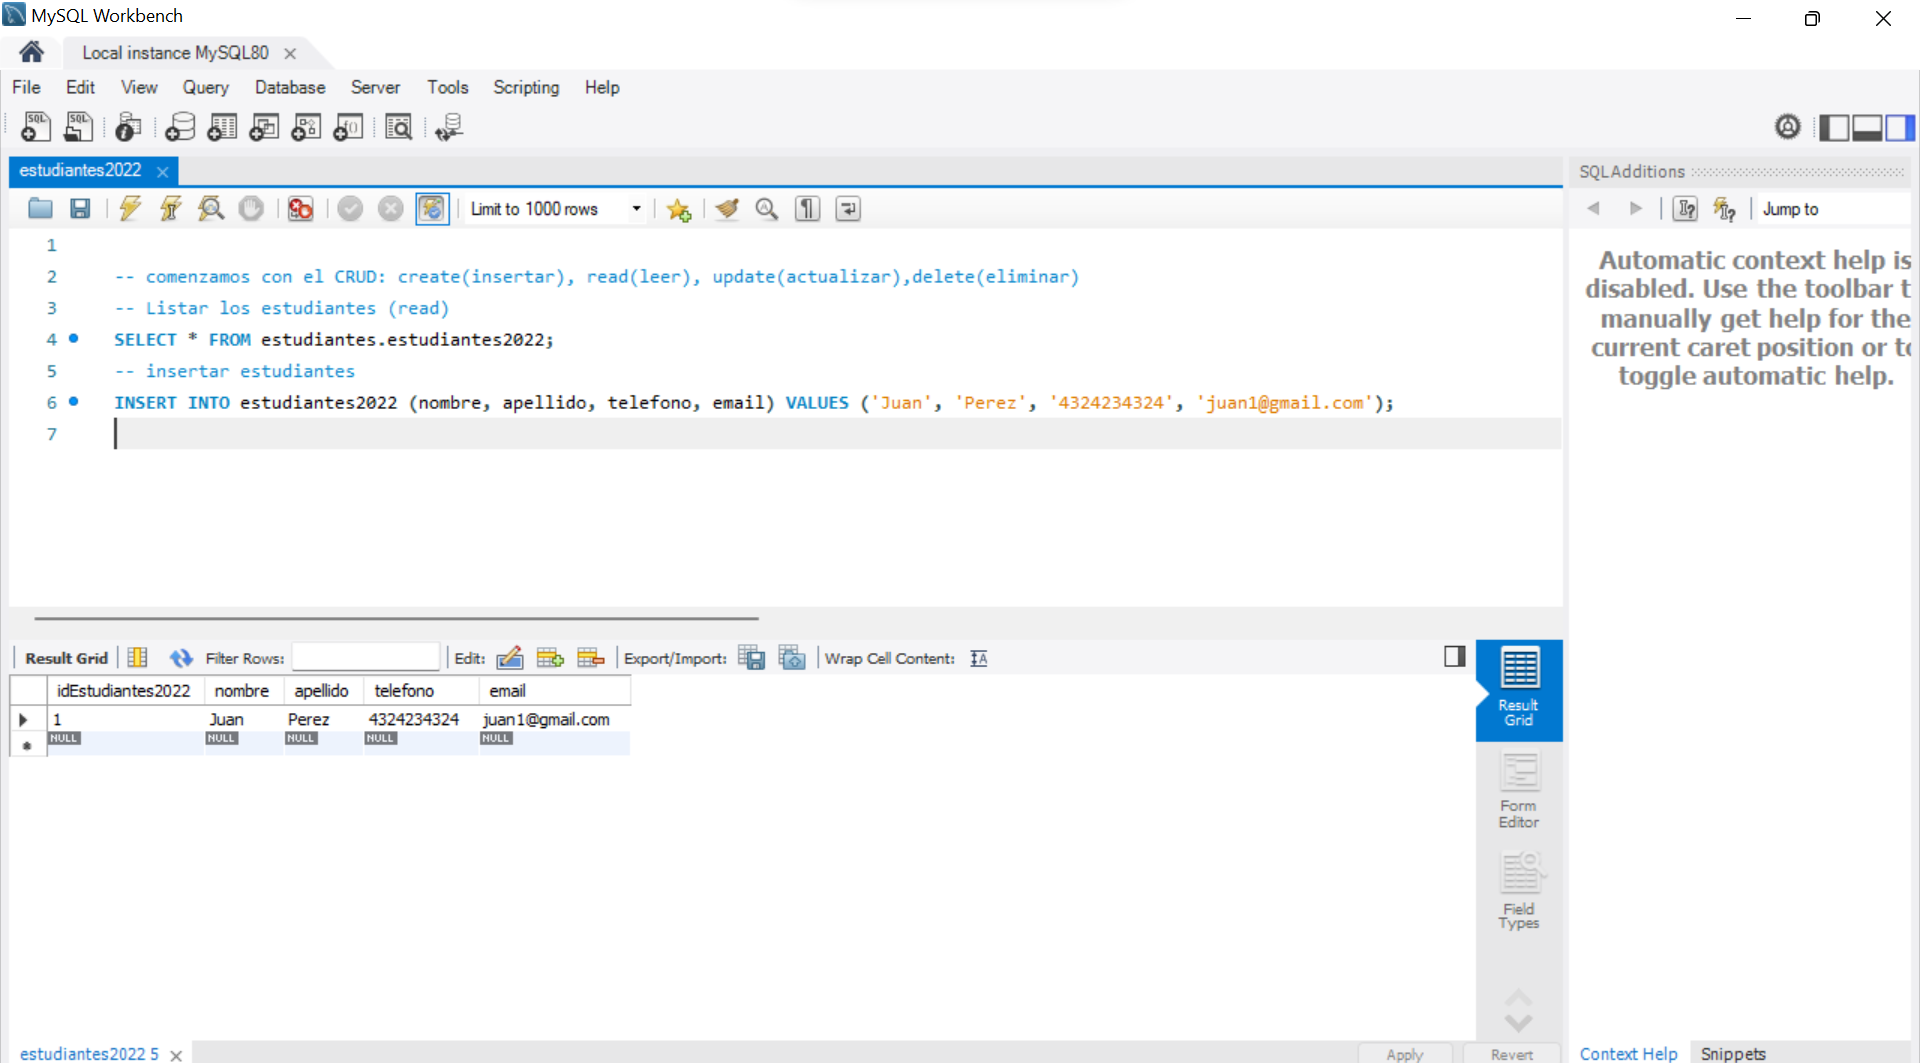 MySQL Workbench
Local instance MySQL80
File Edit View Query Database Server Tools Scripting Help
estudiantes2022
SQLAdditions
Limit to 1000 rows
Jump to
1
2 -- comenzamos con el CRUD: create(insertar), read(leer), update(actualizar),delete(eliminar)
3 -- Listar los estudiantes (read)
4 SELECT * FROM estudiantes.estudiantes2022;
5 -- insertar estudiantes
6 INSERT INTO estudiantes2022 (nombre, apellido, telefono, email) VALUES ('Juan', 'Perez', '4324234324', 'juan1@gmail.com');
7
Automatic context help is
disabled. Use the toolbar t
manually get help for the
current caret position or to
toggle automatic help.
Result Grid Filter Rows: Edit: Export/Import: Wrap Cell Content:
idEstudiantes2022 nombre apellido telefono email
1 Juan Perez 4324234324 juan1@gmail.com
NULL NULL NULL NULL NULL
Result
Grid
Form
Editor
Field
Types
estudiantes2022 5
Apply Revert
Context Help Snippets